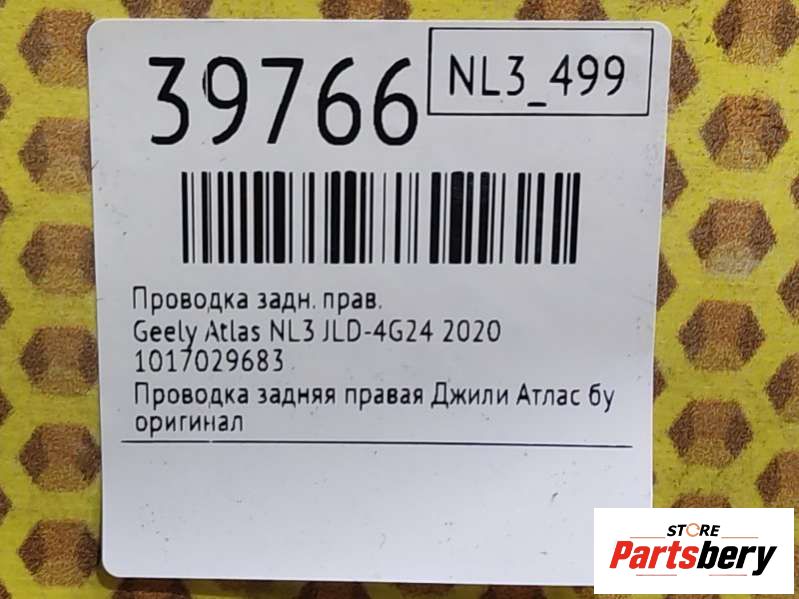 39766
NL3_499
Проводка задн. прав.
Geely Atlas NL3 JLD-4G24 2020
1017029683
Проводка задняя правая Джили Атлас бу
оригинал
STORE
Partsbery